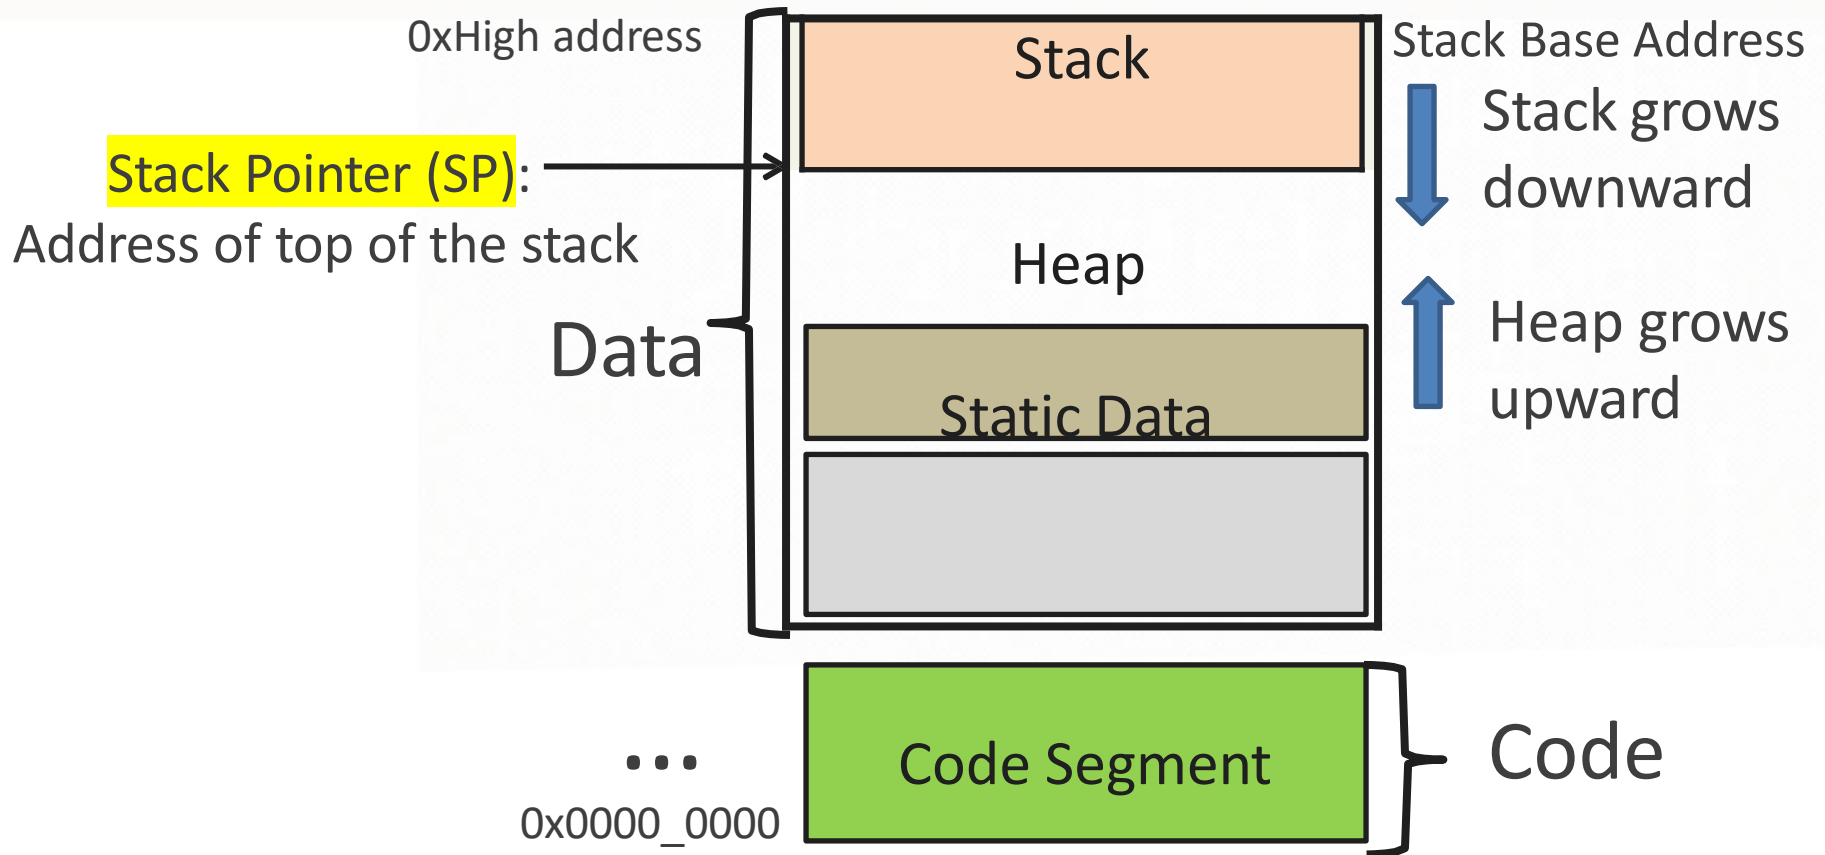 0xHigh address
Stack
Stack Base Address
Stack grows
downward
Stack Pointer (SP):
Address of top of the stack
Heap
Heap grows
upward
Data
Static Data
Code Segment
Code
...
0x0000_0000